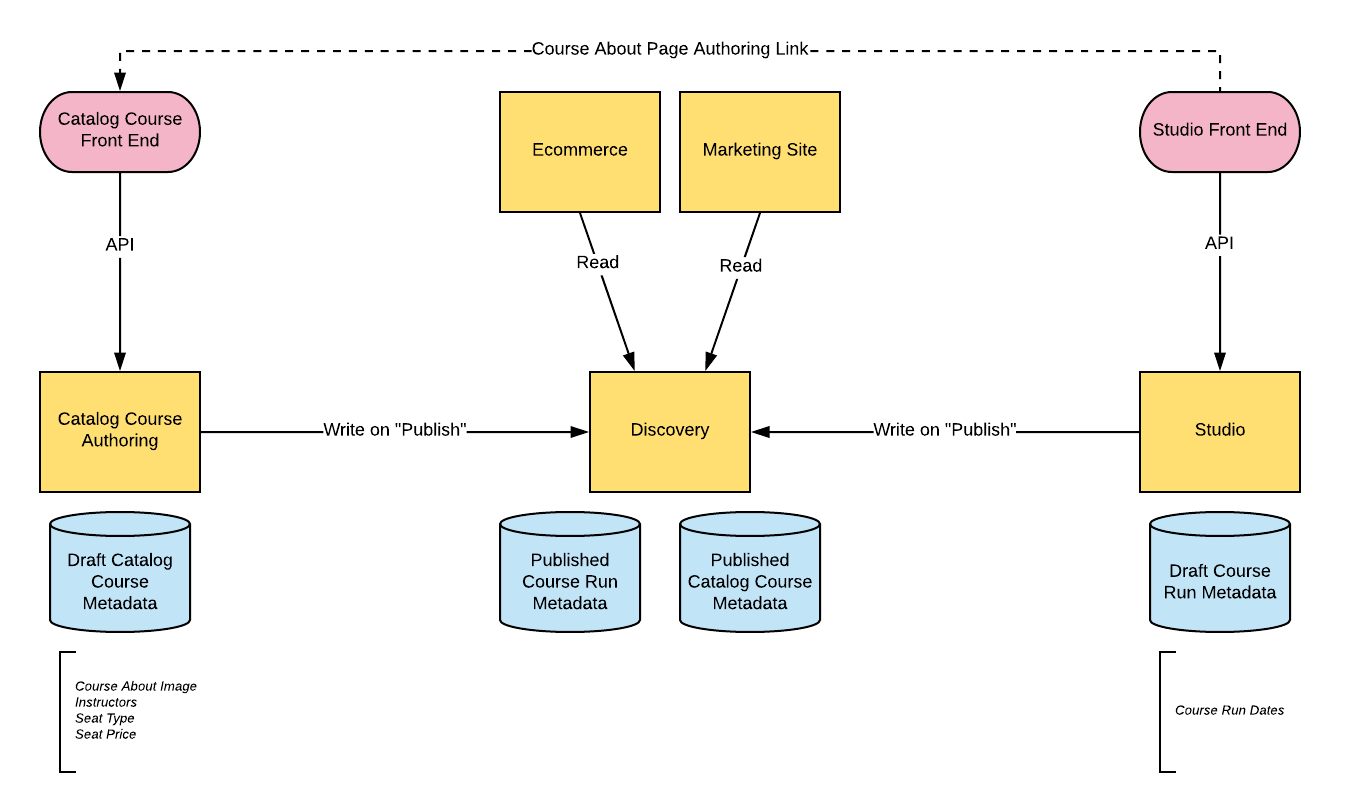 Course About Page Authoring Link
Catalog Course
Front End
Ecommerce
Marketing Site
Studio Front End
API
Read
Read
API
Catalog Course
Authoring
Write on "Publish"
Discovery
Write on "Publish"
Studio
Draft Catalog
Course
Metadata
Published
Course Run
Metadata
Published
Catalog Course
Metadata
Draft Course
Run Metadata
Course About Image
Instructors
Seat Type
Seat Price
Course Run Dates